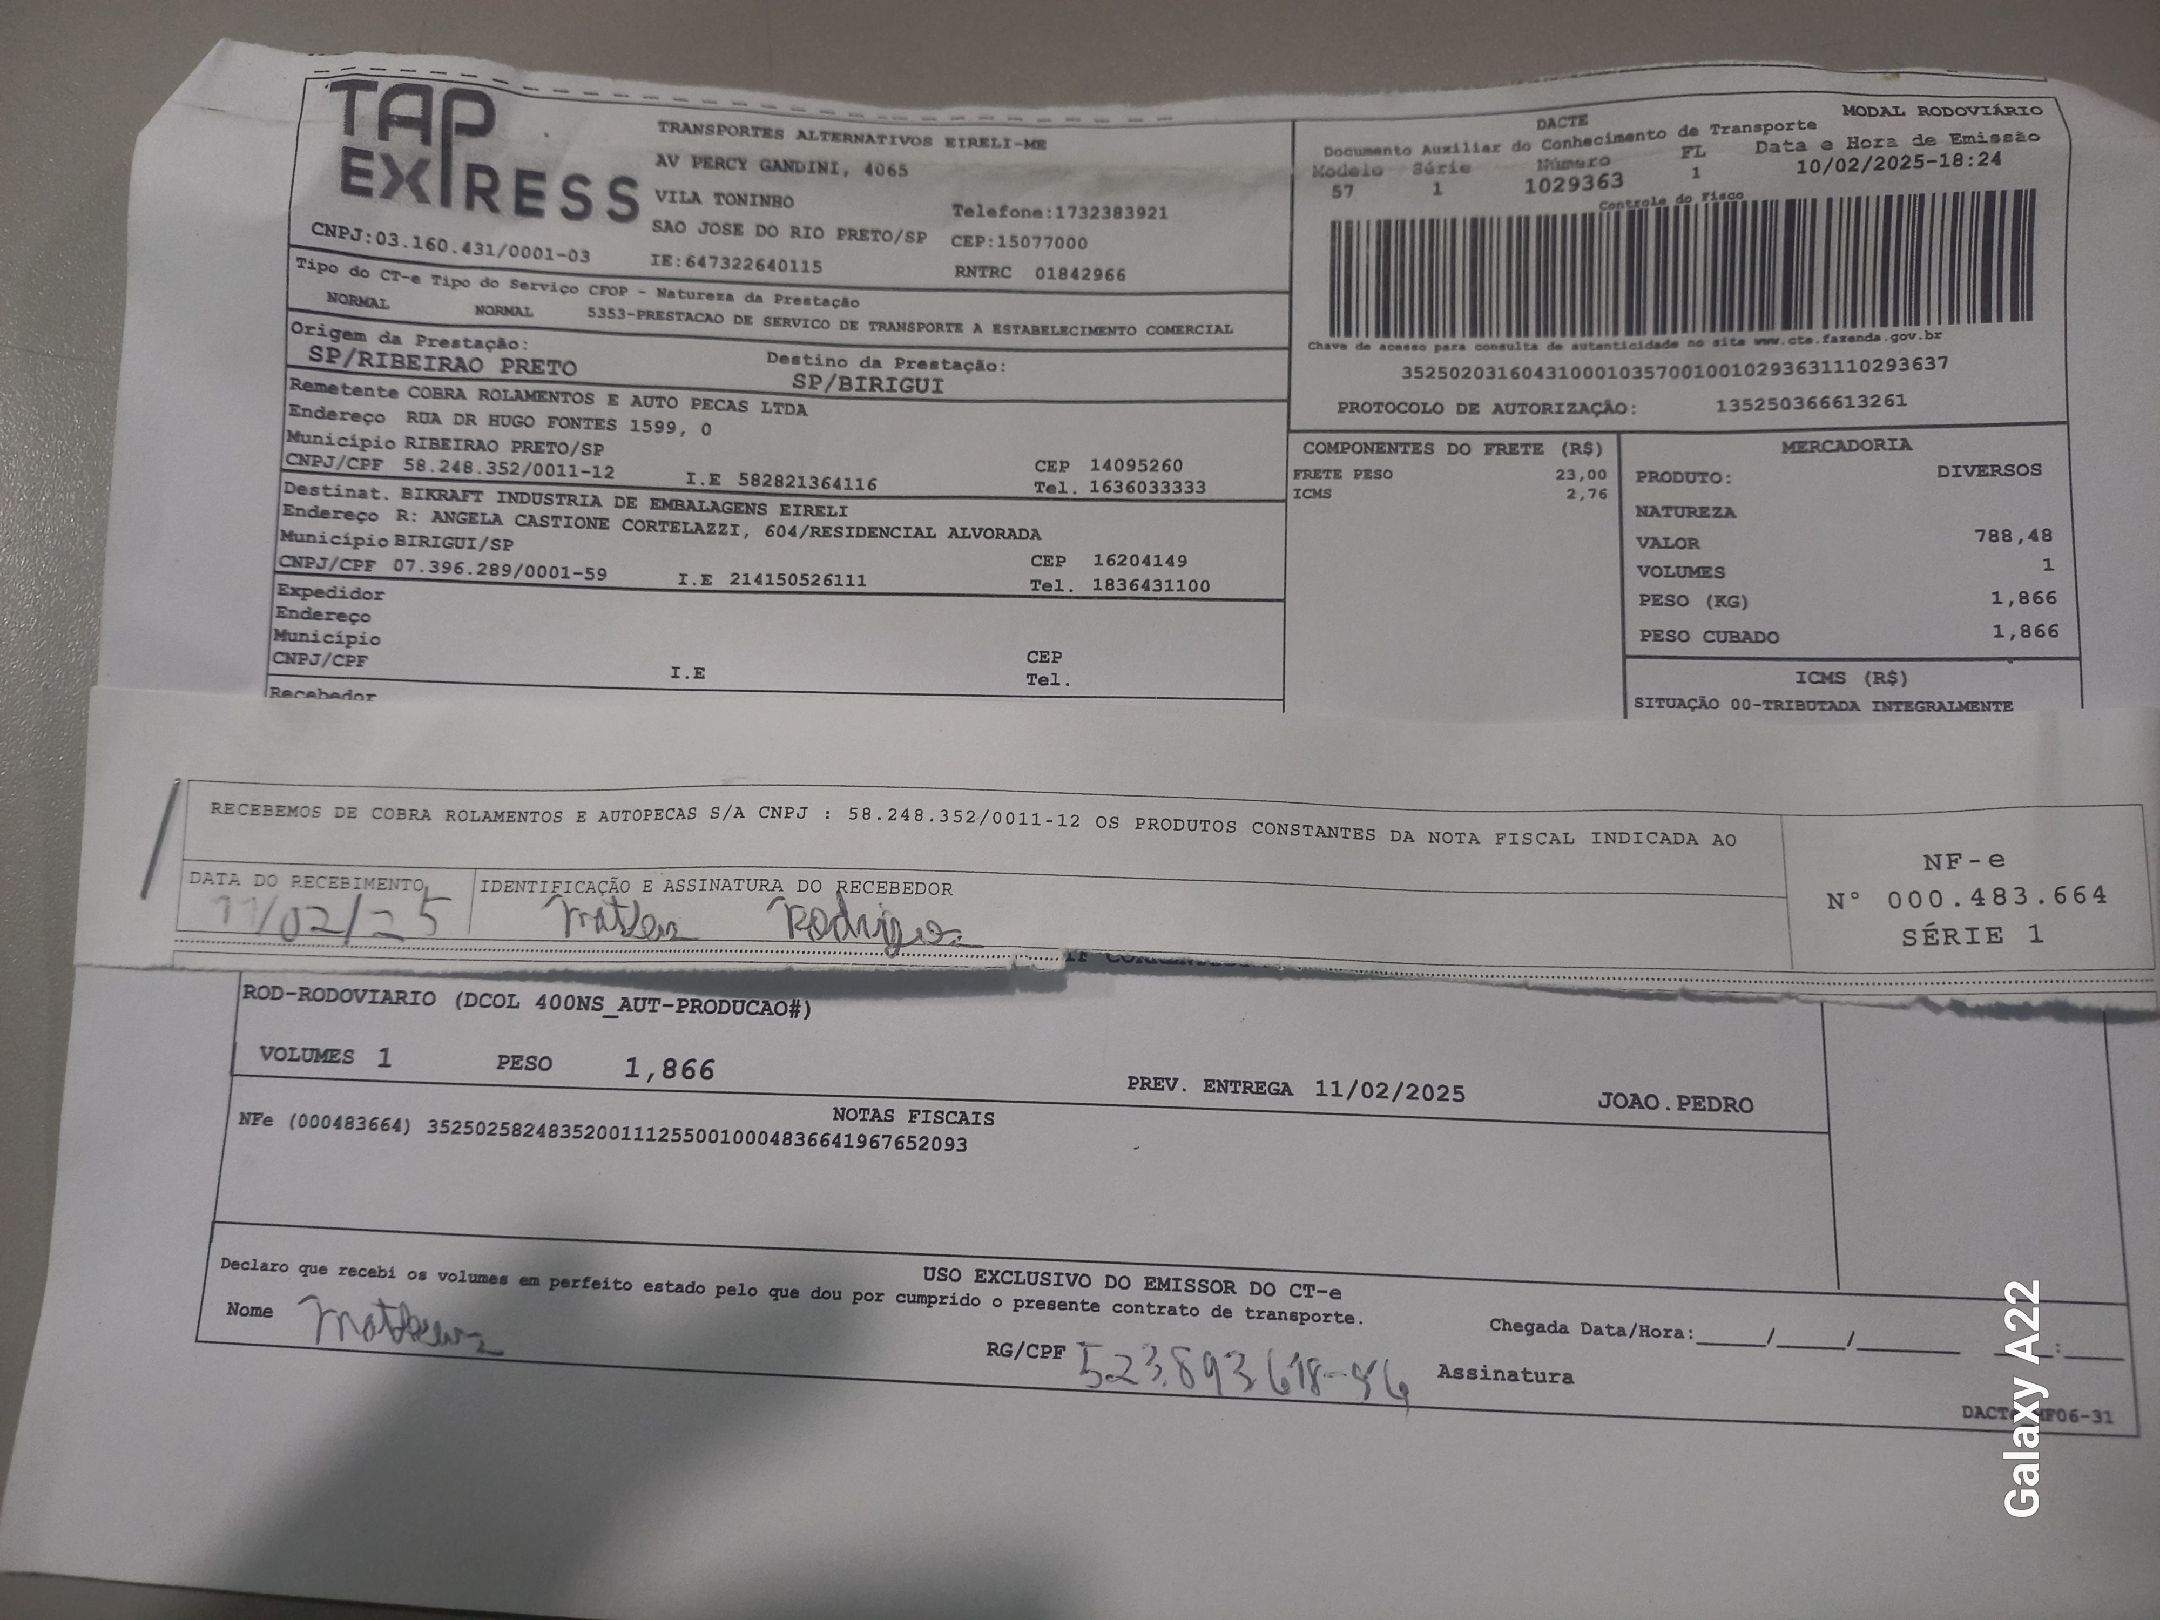 TAP EXPRESS
TRANSPORTES ALTERNATIVOS EIRELI-ME
AV PERCY GANDINI, 4065
VILA TONINHO
Telefone:1732383921
SAO JOSE DO RIO PRETO/SP CEP:15077000
CNPJ:03.160.431/0001-03 IE:647322640115 RNTRC 01842966
DACTE MODAL RODOVIÁRIO
Documento Auxiliar do Conhecimento de Transporte
Modelo Série Número FL Data e Hora de Emissão
57 1 1029363 1 10/02/2025-18:24
Controle do Fisco
Chave de acesso para consulta de autenticidade no site www.cte.fazenda.gov.br
35250203160431000103570010010293631110293637
PROTOCOLO DE AUTORIZAÇÃO: 135250366613261
Tipo do CT-e Tipo do Serviço CFOP - Natureza da Prestação
NORMAL NORMAL 5353-PRESTACAO DE SERVICO DE TRANSPORTE A ESTABELECIMENTO COMERCIAL
Origem da Prestação: Destino da Prestação:
SP/RIBEIRAO PRETO SP/BIRIGUI
Remetente COBRA ROLAMENTOS E AUTO PECAS LTDA
Endereço RUA DR HUGO FONTES 1599, 0
Município RIBEIRAO PRETO/SP CEP 14095260
CNPJ/CPF 58.248.352/0011-12 I.E 582821364116 Tel. 1636033333
Destinat. BIKRAFT INDUSTRIA DE EMBALAGENS EIRELI
Endereço R: ANGELA CASTIONE CORTELAZZI, 604/RESIDENCIAL ALVORADA
Município BIRIGUI/SP CEP 16204149
CNPJ/CPF 07.396.289/0001-59 I.E 214150526111 Tel. 1836431100
Expedidor
Endereço
Município CEP
CNPJ/CPF I.E Tel.
Recebedor
COMPONENTES DO FRETE (R$)
FRETE PESO 23,00
ICMS 2,76
MERCADORIA
PRODUTO: DIVERSOS
NATUREZA
VALOR 788,48
VOLUMES 1
PESO (KG) 1,866
PESO CUBADO 1,866
ICMS (R$)
SITUAÇÃO 00-TRIBUTADA INTEGRALMENTE
RECEBEMOS DE COBRA ROLAMENTOS E AUTOPECAS S/A CNPJ : 58.248.352/0011-12 OS PRODUTOS CONSTANTES DA NOTA FISCAL INDICADA AO
DATA DO RECEBIMENTO IDENTIFICAÇÃO E ASSINATURA DO RECEBEDOR
11/02/25 Rodrigues
NF-e
N° 000.483.664
SÉRIE 1
ROD-RODOVIARIO (DCOL 400NS_AUT-PRODUCAO#)
VOLUMES 1 PESO 1,866 PREV. ENTREGA 11/02/2025 JOAO.PEDRO
NOTAS FISCAIS
NFe (000483664) 35250258248352001112550010004836641967652093
USO EXCLUSIVO DO EMISSOR DO CT-e
Declaro que recebi os volumes em perfeito estado pelo que dou por cumprido o presente contrato de transporte.
Nome Matheus RG/CPF Assinatura
Chegada Data/Hora:_____/_____/_______ ____:____
Galaxy A22